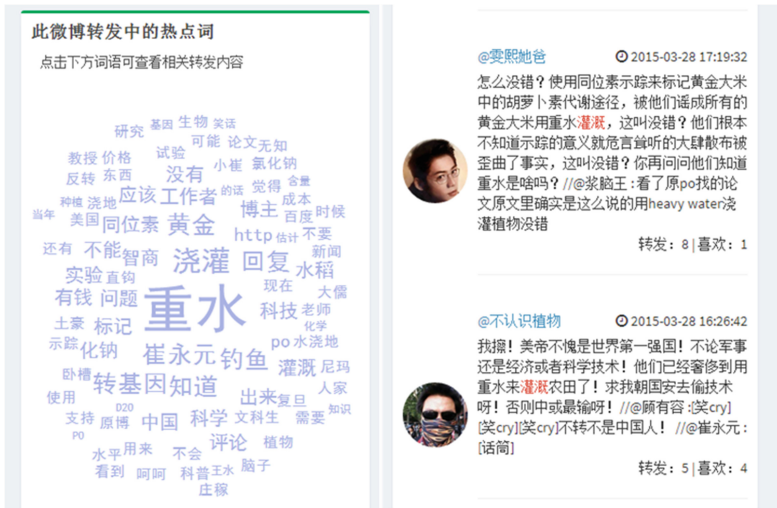 此微博转发中的热点词
点击下方词语可查看相关转发内容
研究 基因 生物 笑话
可能 论文 无知
教授 价格 试验 小崔 氯化钠
反转 东西 没有 觉得 含量
种植 浇地 应该 工作者 的话 成本
当年 美国 同位素 黄金 博主 百度 时候
http 估计 不要
还有 不能 智商 浇灌 回复 新闻
实验 直钩 水稻
有钱 问题 重水 现在 大儒
科技 老师
土豪 标记 化学
示踪 化钠 崔永元 钓鱼 po 水浇地
卧槽 转基因 知道 灌溉 尼玛
使用 出来 复旦 人家
支持 D2O 原博 中国 科学 文科生 需要 知识
PO 水平 用来 不会 评论 植物
看到 呵呵 科普 王水 脑子
庄稼
@雯熙她爸 2015-03-28 17:19:32
怎么没错？使用同位素示踪来标记黄金大米
中的胡萝卜素代谢途径，被他们谣成所有的
黄金大米用重水灌溉，这叫没错？他们根本
不知道示踪的意义就危言耸听的大肆散布被
歪曲了事实，这叫没错？你再问问他们知道
重水是啥吗？//@浆脑王：看了原po找的论
文原文里确实是这么说的用heavy water浇
灌植物没错
转发：8 | 喜欢：1
@不认识植物 2015-03-28 16:26:42
我擦！美帝不愧是世界第一强国！不论军事
还是经济或者科学技术！他们已经奢侈到用
重水来灌溉农田了！求我朝国安去偷技术
呀！否则中或最输呀！//@顾有容:[笑cry]
[笑cry][笑cry]不转不是中国人！ //@崔永元：
[话筒]
转发：5 | 喜欢：4